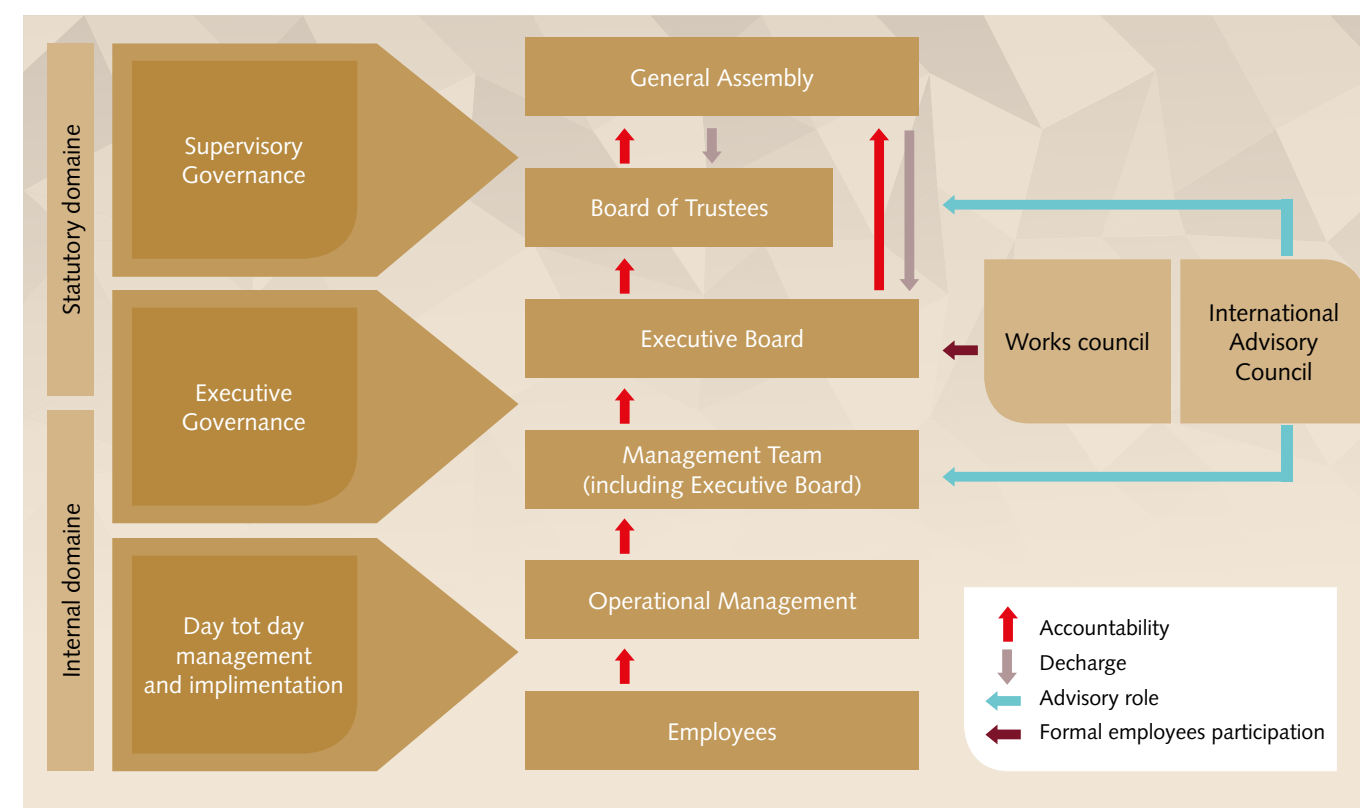 Statutory domaine
Internal domaine
Supervisory
Governance
Executive
Governance
Day tot day
management
and implimentation
General Assembly
Board of Trustees
Executive Board
Management Team
(including Executive Board)
Operational Management
Employees
Works council
International
Advisory
Council
Accountability
Decharge
Advisory role
Formal employees participation